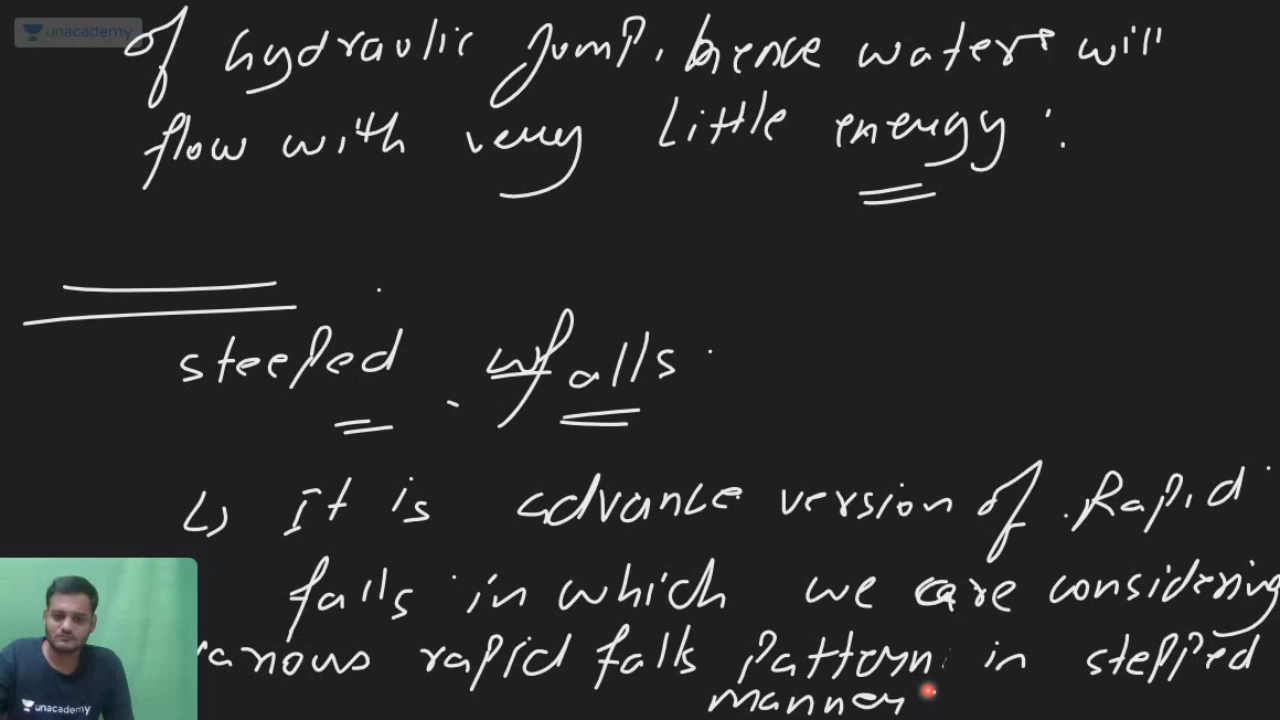 unacademy
of hydraulic Jump. hence water will
flow with very little energy.
steeped falls
It is advance version of Rapid
falls in which we are considering
various rapid falls Pattern in stepped
manner
unacademy